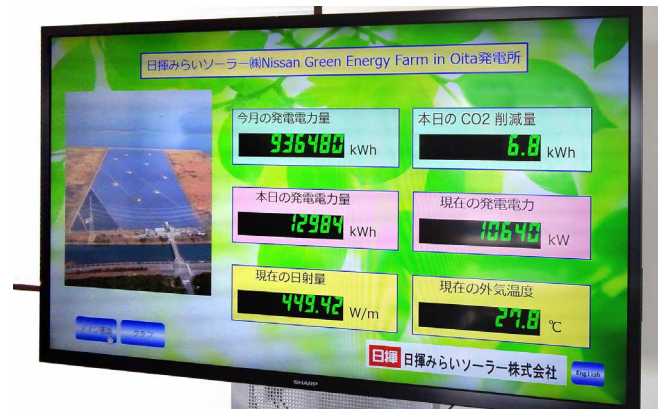 日揮みらいソーラー㈱Nissan Green Energy Farm in Oita発電所
今月の発電電力量
936480 kWh
本日の CO2 削減量
6.8 kWh
本日の発電電力量
12984 kWh
現在の発電電力
10640 kW
現在の日射量
449.42 W/m
現在の外気温度
27.8 ℃
メイン画面
グラフ
日揮 日揮みらいソーラー株式会社
English
SHARP